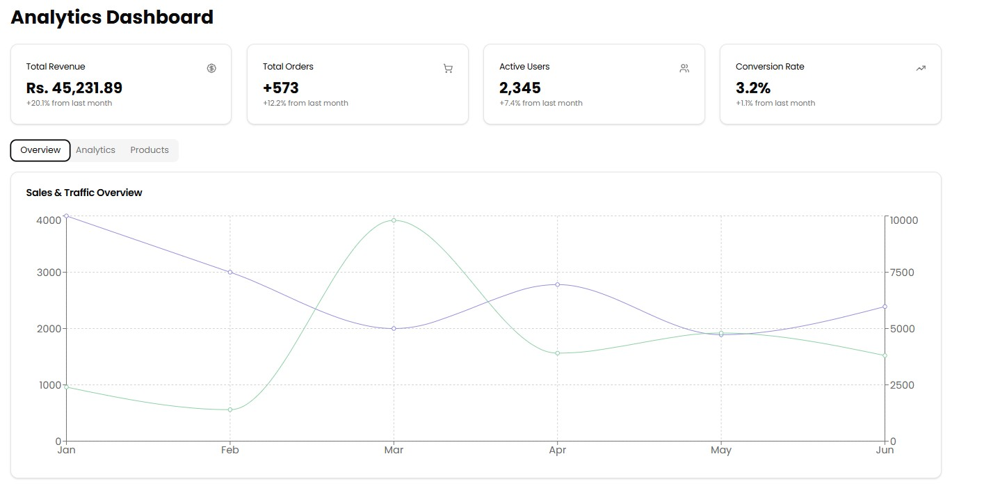 Analytics Dashboard
Total Revenue
Rs. 45,231.89
+20.1% from last month
Total Orders
+573
+12.2% from last month
Active Users
2,345
+7.4% from last month
Conversion Rate
3.2%
+1.1% from last month
Overview Analytics Products
Sales & Traffic Overview
4000
3000
2000
1000
0
10000
7500
5000
2500
0
Jan Feb Mar Apr May Jun